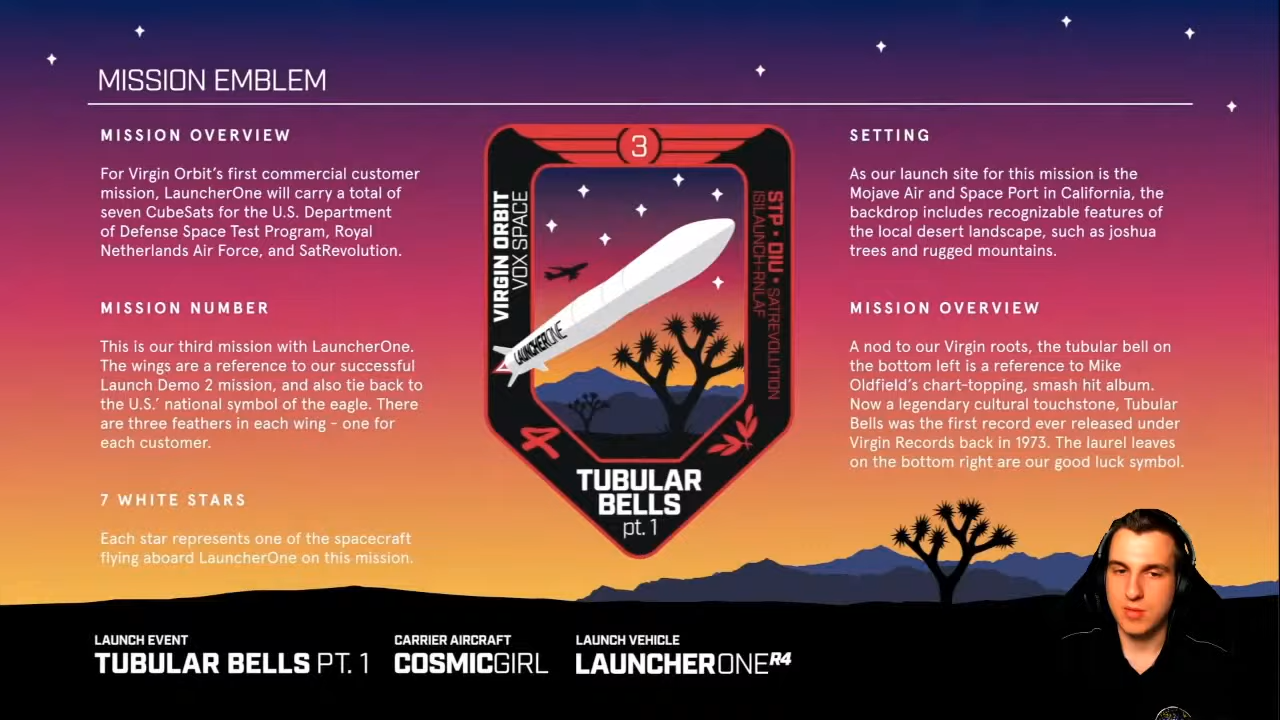 MISSION EMBLEM
MISSION OVERVIEW
For Virgin Orbit's first commercial customer
mission, LauncherOne will carry a total of
seven CubeSats for the U.S. Department
of Defense Space Test Program, Royal
Netherlands Air Force, and SatRevolution.
MISSION NUMBER
This is our third mission with LauncherOne.
The wings are a reference to our successful
Launch Demo 2 mission, and also tie back to
the U.S.' national symbol of the eagle. There
are three feathers in each wing - one for
each customer.
7 WHITE STARS
Each star represents one of the spacecraft
flying aboard LauncherOne on this mission.
3
VIRGIN ORBIT
VOX SPACE
STP • DIU • SATREVOLUTION
ISILAUNCH-RNLAF
LAUNCHERONE
TUBULAR
BELLS
pt. 1
SETTING
As our launch site for this mission is the
Mojave Air and Space Port in California, the
backdrop includes recognizable features of
the local desert landscape, such as joshua
trees and rugged mountains.
MISSION OVERVIEW
A nod to our Virgin roots, the tubular bell on
the bottom left is a reference to Mike
Oldfield's chart-topping, smash hit album.
Now a legendary cultural touchstone, Tubular
Bells was the first record ever released under
Virgin Records back in 1973. The laurel leaves
on the bottom right are our good luck symbol.
LAUNCH EVENT
TUBULAR BELLS PT. 1
CARRIER AIRCRAFT
COSMICGIRL
LAUNCH VEHICLE
LAUNCHERONE R4